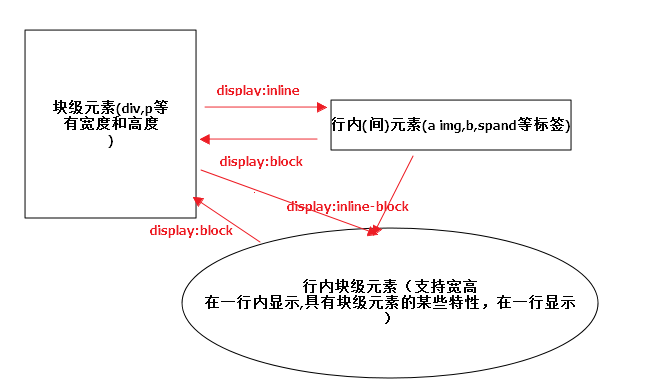 块级元素(div,p等
有宽度和高度
)
display:inline
行内(间)元素(a img,b,spand等标签)
display:block
display:inline-block
display:block
行内块级元素（支持宽高
在一行内显示,具有块级元素的某些特性，在一行显示
）